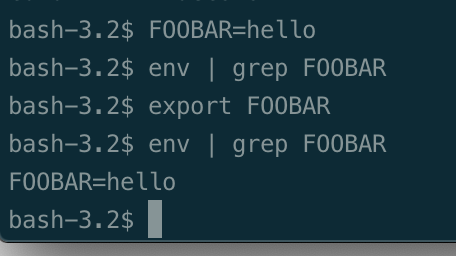 bash-3.2$ FOOBAR=hello
bash-3.2$ env | grep FOOBAR
bash-3.2$ export FOOBAR
bash-3.2$ env | grep FOOBAR
FOOBAR=hello
bash-3.2$